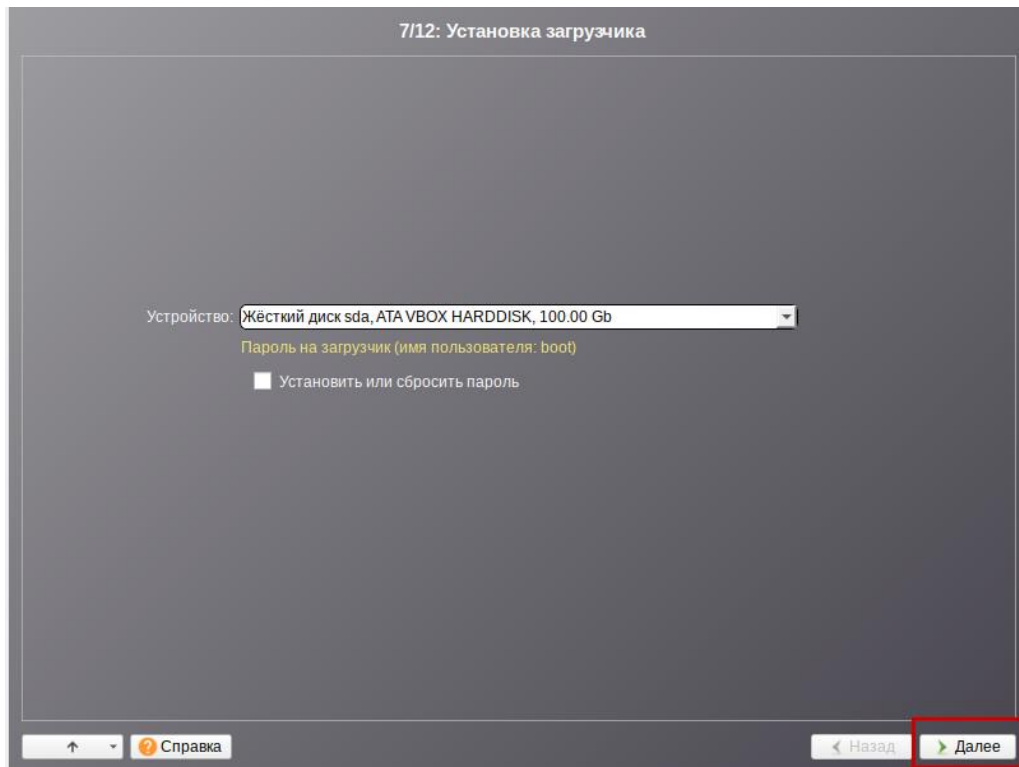 7/12: Установка загрузчика
Устройство: Жёсткий диск sda, ATA VBOX HARDDISK, 100.00 Gb
Пароль на загрузчик (имя пользователя: boot)
Установить или сбросить пароль
Справка Назад Далее